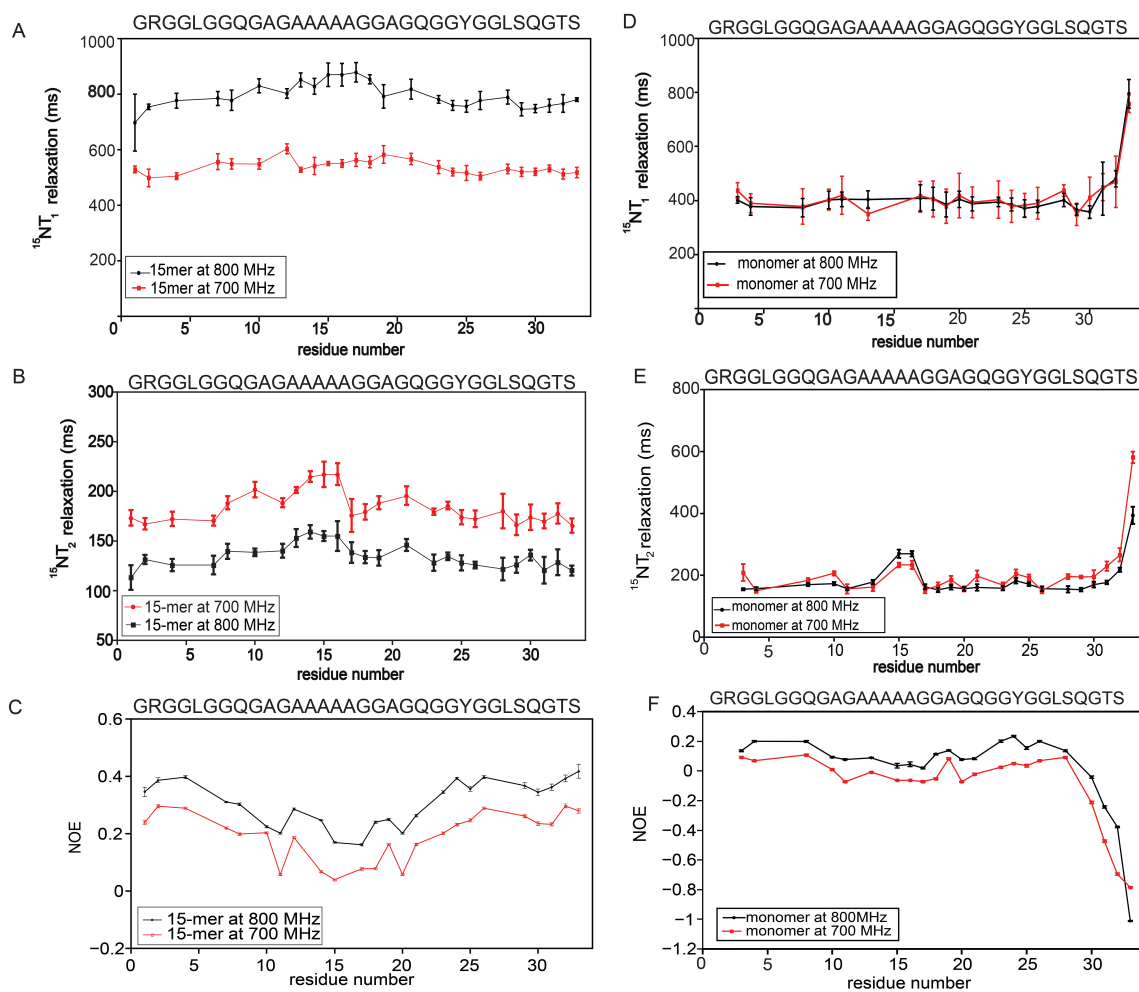 A
GRGGLGGQGAGAAAAAGGAGQGGYGGLSQGTS
1000
800
600
400
200
0 5 10 15 20 25 30
15NT1 relaxation (ms)
15mer at 800 MHz
15mer at 700 MHz
residue number
B
GRGGLGGQGAGAAAAAGGAGQGGYGGLSQGTS
300
250
200
150
100
50
0 5 10 15 20 25 30
15NT2 relaxation (ms)
15-mer at 700 MHz
15-mer at 800 MHz
residue number
C
GRGGLGGQGAGAAAAAGGAGQGGYGGLSQGTS
0.6
0.4
0.2
0
−0.2
0 5 10 15 20 25 30
NOE
15-mer at 800 MHz
15-mer at 700 MHz
residue number
D
GRGGLGGQGAGAAAAAGGAGQGGYGGLSQGTS
1000
800
600
400
200
0 5 10 15 20 25 30
15NT1 relaxation (ms)
monomer at 800 MHz
monomer at 700 MHz
residue number
E
GRGGLGGQGAGAAAAAGGAGQGGYGGLSQGTS
800
600
400
200
0
0 5 10 15 20 25 30
15NT2 relaxation (ms)
monomer at 800 MHz
monomer at 700 MHz
residue number
F
GRGGLGGQGAGAAAAAGGAGQGGYGGLSQGTS
0.4
0.2
0
−0.2
−0.4
−0.6
−0.8
−1
−1.2
0 5 10 15 20 25 30
NOE
monomer at 800MHz
monomer at 700 MHz
residue number